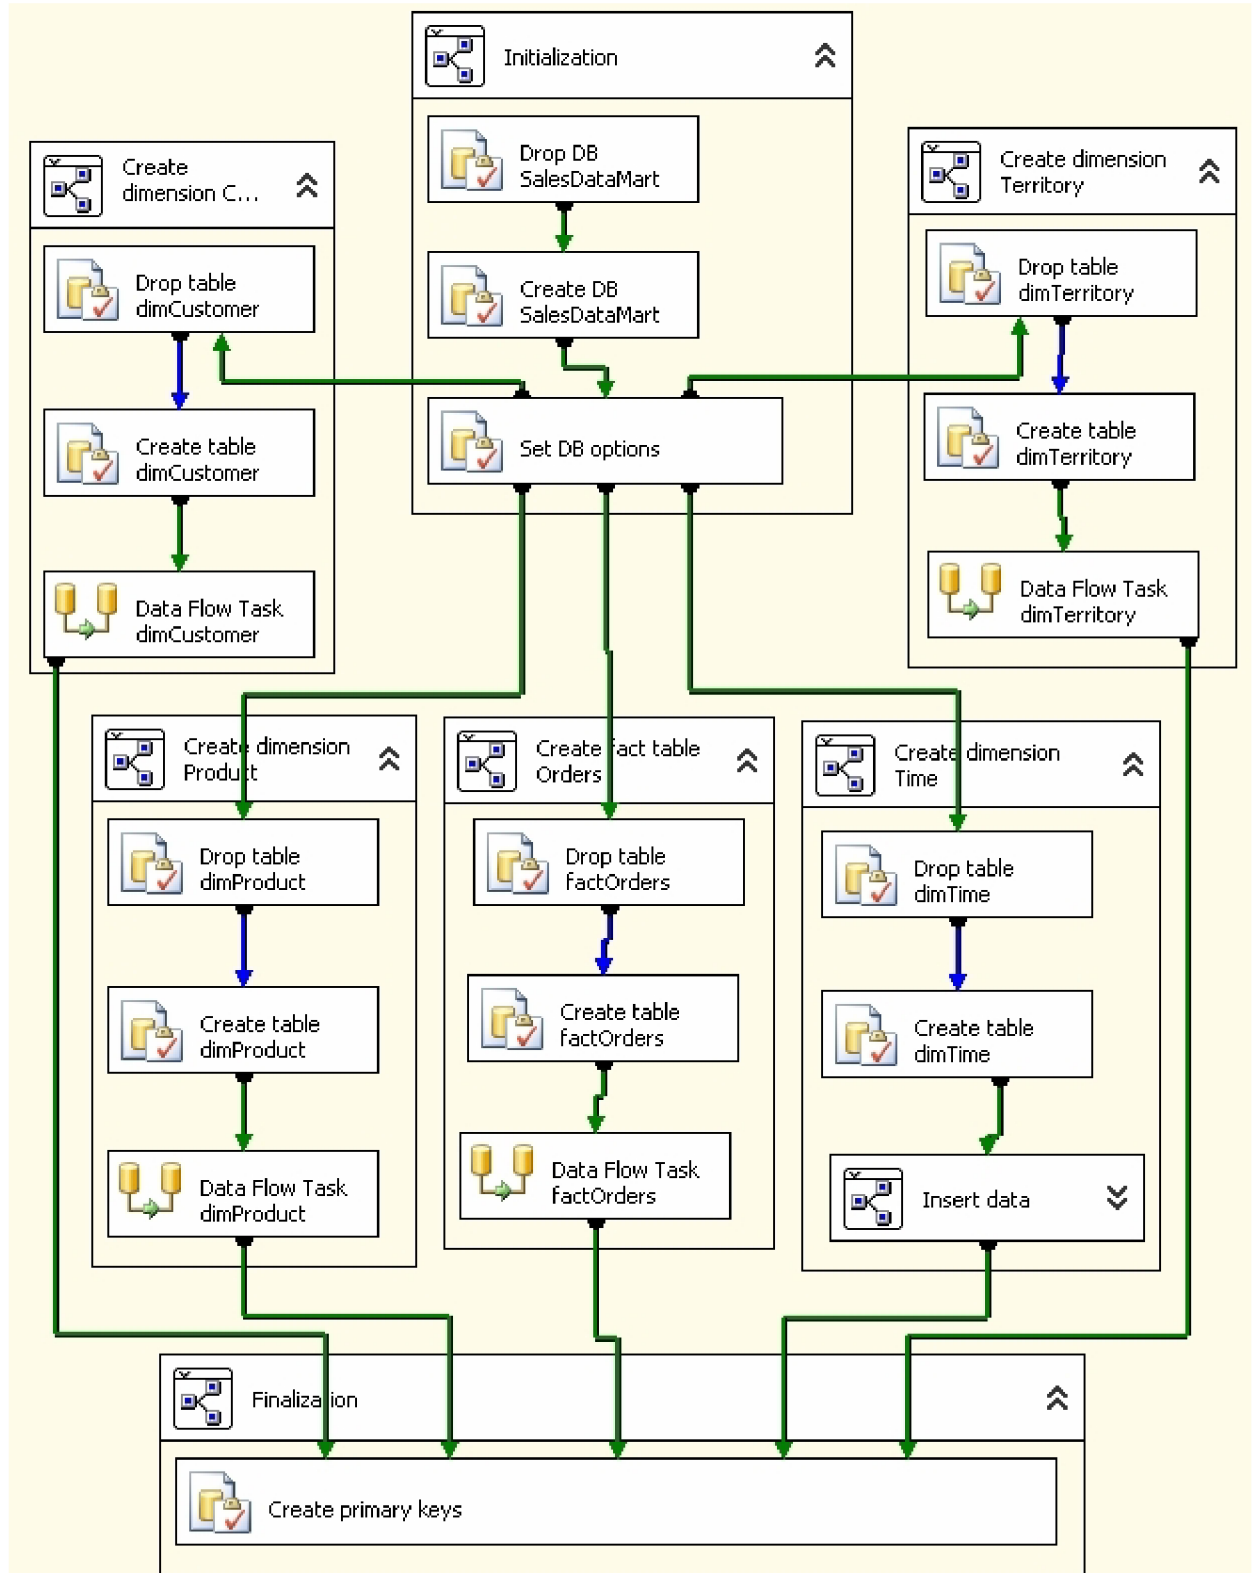 Initialization
Drop DB
SalesDataMart
Create DB
SalesDataMart
Set DB options
Create
dimension C...
Drop table
dimCustomer
Create table
dimCustomer
Data Flow Task
dimCustomer
Create dimension
Territory
Drop table
dimTerritory
Create table
dimTerritory
Data Flow Task
dimTerritory
Create dimension
Product
Drop table
dimProduct
Create table
dimProduct
Data Flow Task
dimProduct
Create fact table
Orders
Drop table
factOrders
Create table
factOrders
Data Flow Task
factOrders
Create dimension
Time
Drop table
dimTime
Create table
dimTime
Insert data
Finalization
Create primary keys